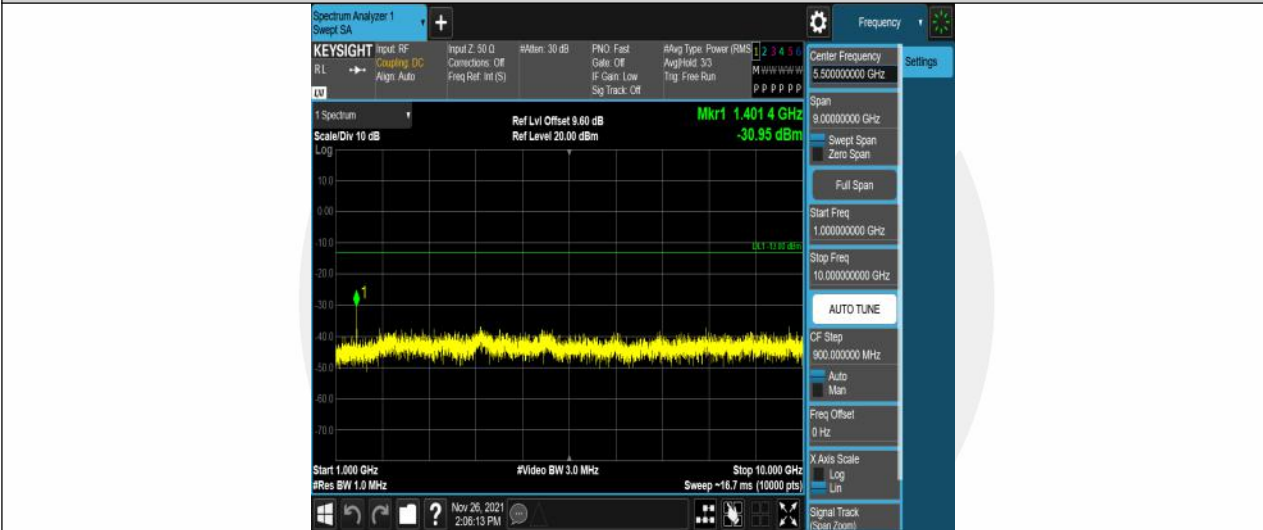 Spectrum Analyzer 1
Swept SA
+
Frequency
KEYSIGHT
RL
LV
Input: RF
Coupling: DC
Align: Auto
Input Z: 50 Ω
Corrections: Off
Freq Ref: Int (S)
#Atten: 30 dB
PNO: Fast
Gate: Off
IF Gain: Low
Sig Track: Off
#Avg Type: Power (RMS
Avg|Hold: 3/3
Trig: Free Run
1 2 3 4 5 6
M W W W W W
P P P P P P
1 Spectrum
Scale/Div 10 dB
Log
Ref Lvl Offset 9.60 dB
Ref Level 20.00 dBm
Mkr1 1.401 4 GHz
-30.95 dBm
10.0
0.00
-10.0
DL1 -13.00 dBm
-20.0
1
-30.0
-40.0
-50.0
-60.0
-70.0
Start 1.000 GHz
#Res BW 1.0 MHz
#Video BW 3.0 MHz
Stop 10.000 GHz
Sweep ~16.7 ms (10000 pts)
Center Frequency
5.500000000 GHz
Settings
Span
9.00000000 GHz
Swept Span
Zero Span
Full Span
Start Freq
1.000000000 GHz
Stop Freq
10.000000000 GHz
AUTO TUNE
CF Step
900.000000 MHz
Auto
Man
Freq Offset
0 Hz
X Axis Scale
Log
Lin
Signal Track
(Span Zoom)
?
Nov 26, 2021
2:06:13 PM